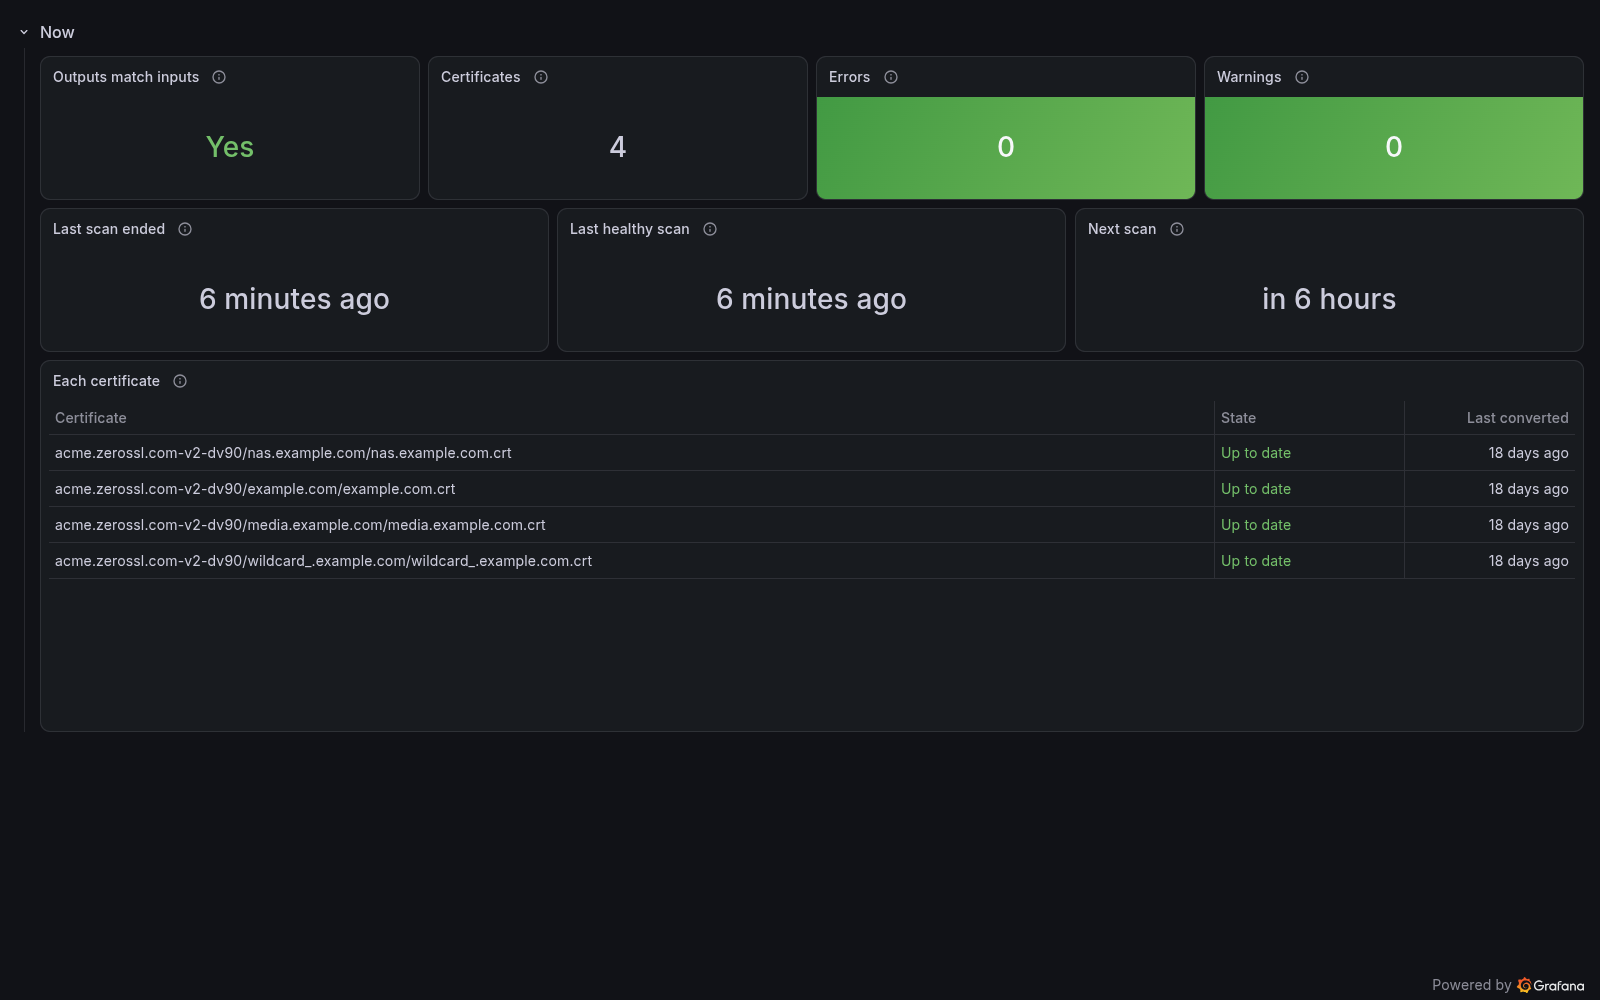 Now
Outputs match inputs
Certificates
Errors
Warnings
Yes
4
0
0
Last scan ended
Last healthy scan
Next scan
6 minutes ago
6 minutes ago
in 6 hours
Each certificate
Certificate State Last converted
acme.zerossl.com-v2-dv90/nas.example.com/nas.example.com.crt Up to date 18 days ago
acme.zerossl.com-v2-dv90/example.com/example.com.crt Up to date 18 days ago
acme.zerossl.com-v2-dv90/media.example.com/media.example.com.crt Up to date 18 days ago
acme.zerossl.com-v2-dv90/wildcard_.example.com/wildcard_.example.com.crt Up to date 18 days ago
Powered by Grafana